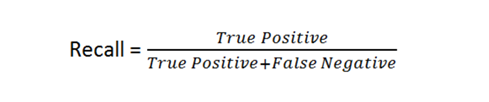 Recall = True Positive
True Positive+False Negative